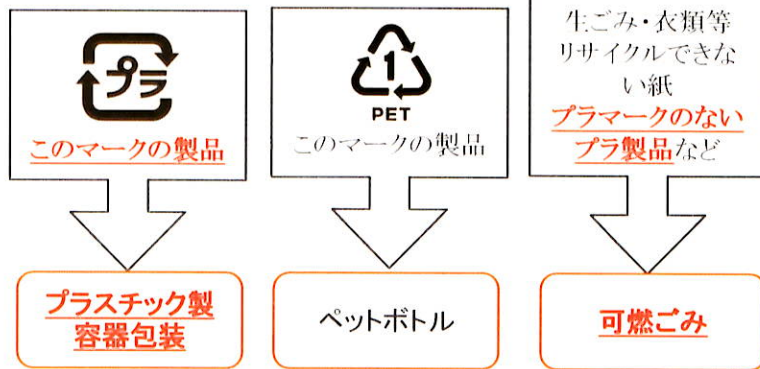 プラ
このマークの製品
1
PET
このマークの製品
生ごみ・衣類等
リサイクルできな
い紙
プラマークのない
プラ製品など
プラスチック製
容器包装
ペットボトル
可燃ごみ